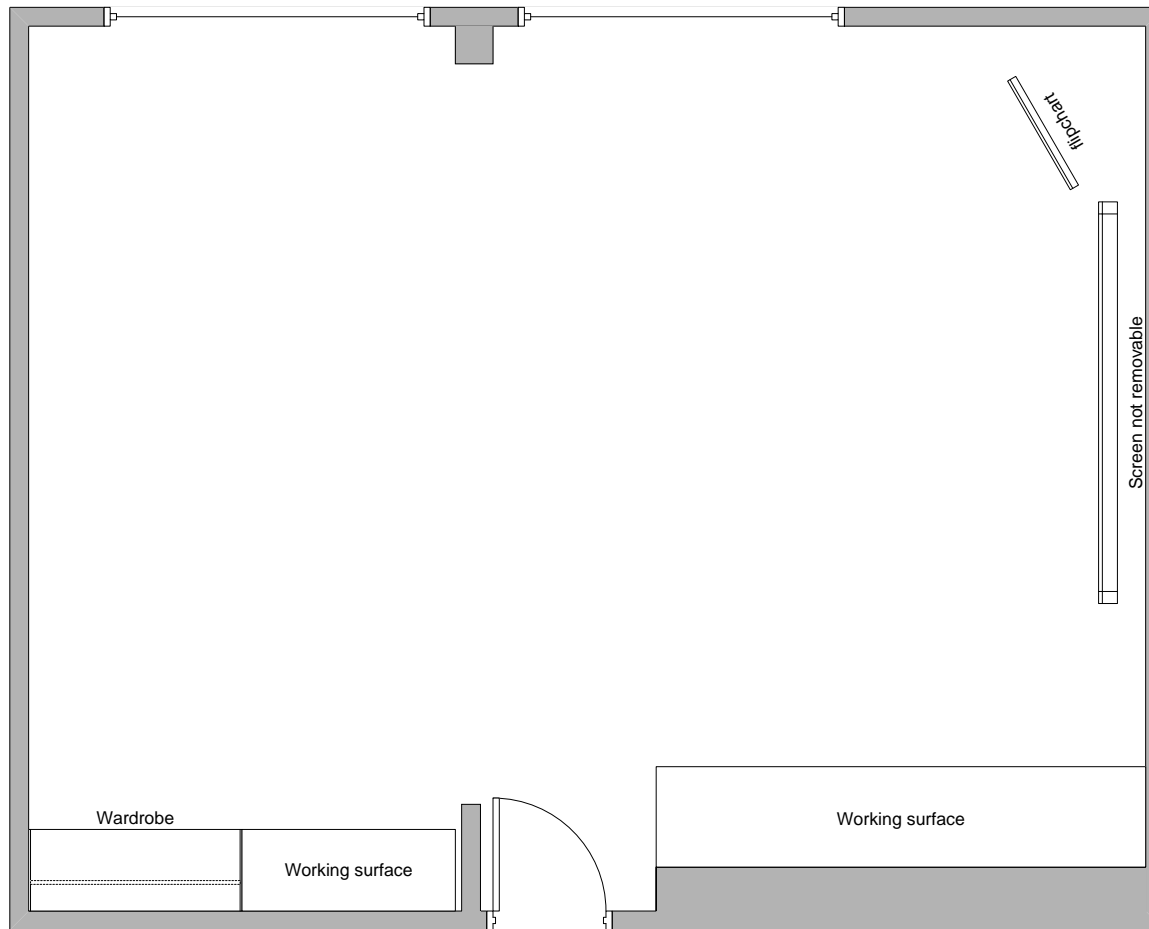 flipchart
Screen not removable
Wardrobe
Working surface
Working surface